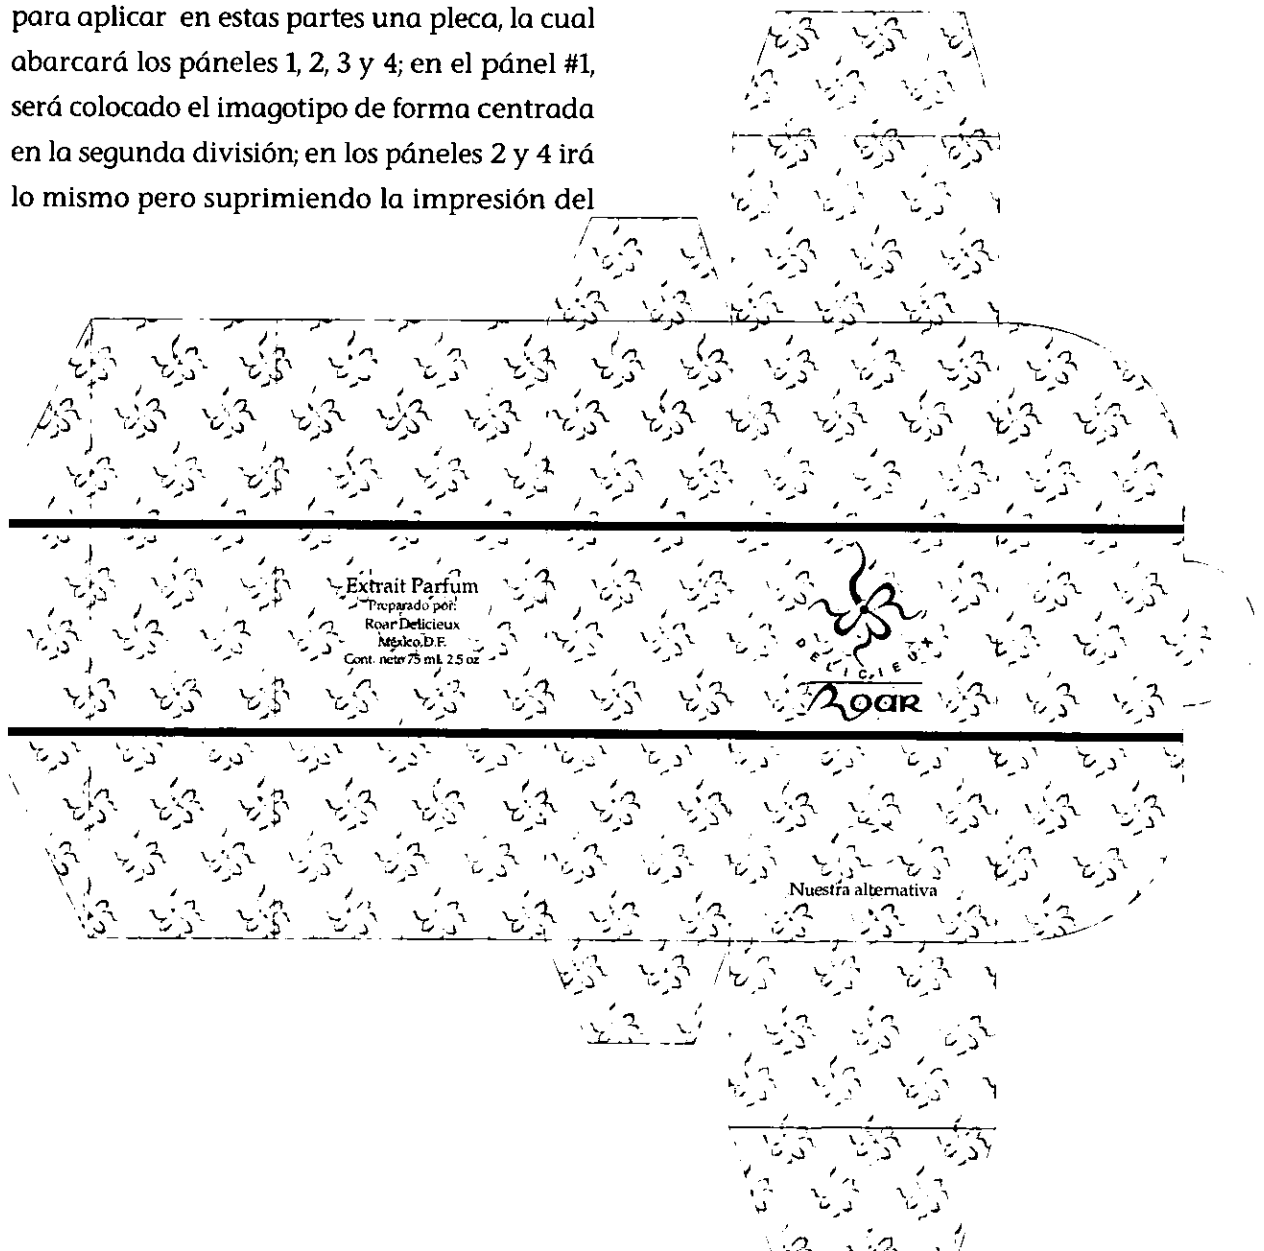 para aplicar en estas partes una pleca, la cual
abarcará los páneles 1, 2, 3 y 4; en el pánel #1,
será colocado el imagotipo de forma centrada
en la segunda división; en los páneles 2 y 4 irá
lo mismo pero suprimiendo la impresión del
Extrait Parfum
Preparado por:
Roar Delicieux
México, D.F.
Cont. neto 75 ml. 2.5 oz
DELICIEUX
ROAR
Nuestra alternativa